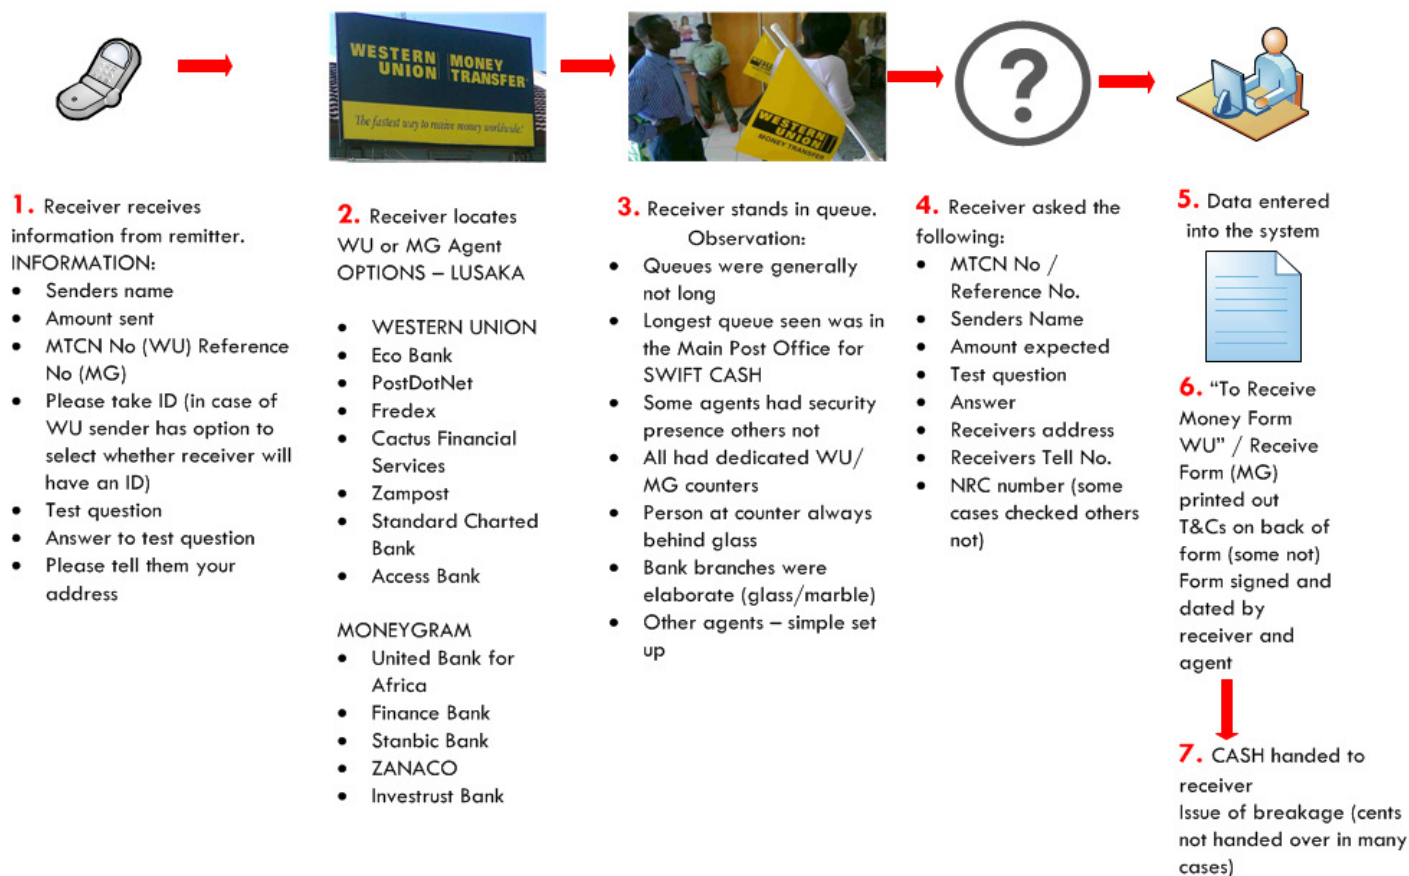 WESTERN UNION | MONEY TRANSFER
The fastest way to receive money worldwide!
WESTERN
UNION
MONEY TRANSFER
?
1. Receiver receives
information from remitter.
INFORMATION:
• Senders name
• Amount sent
• MTCN No (WU) Reference
No (MG)
• Please take ID (in case of
WU sender has option to
select whether receiver will
have an ID)
• Test question
• Answer to test question
• Please tell them your
address
2. Receiver locates
WU or MG Agent
OPTIONS – LUSAKA
• WESTERN UNION
• Eco Bank
• PostDotNet
• Fredex
• Cactus Financial
Services
• Zampost
• Standard Charted
Bank
• Access Bank
MONEYGRAM
• United Bank for
Africa
• Finance Bank
• Stanbic Bank
• ZANACO
• Investrust Bank
3. Receiver stands in queue.
Observation:
• Queues were generally
not long
• Longest queue seen was in
the Main Post Office for
SWIFT CASH
• Some agents had security
presence others not
• All had dedicated WU/
MG counters
• Person at counter always
behind glass
• Bank branches were
elaborate (glass/marble)
• Other agents – simple set
up
4. Receiver asked the
following:
• MTCN No /
Reference No.
• Senders Name
• Amount expected
• Test question
• Answer
• Receivers address
• Receivers Tell No.
• NRC number (some
cases checked others
not)
5. Data entered
into the system
6. “To Receive
Money Form
WU” / Receive
Form (MG)
printed out
T&Cs on back of
form (some not)
Form signed and
dated by
receiver and
agent
7. CASH handed to
receiver
Issue of breakage (cents
not handed over in many
cases)